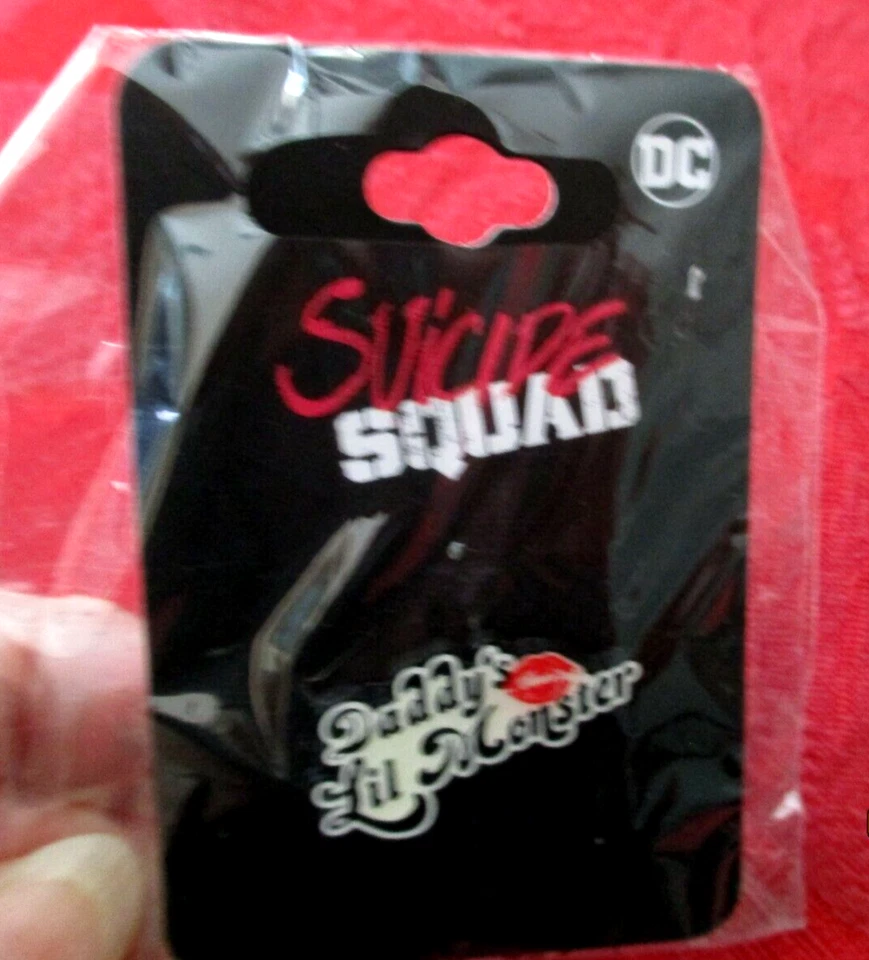 DC
SUiCIDE
SQUAD
Daddy's
Lil Monster